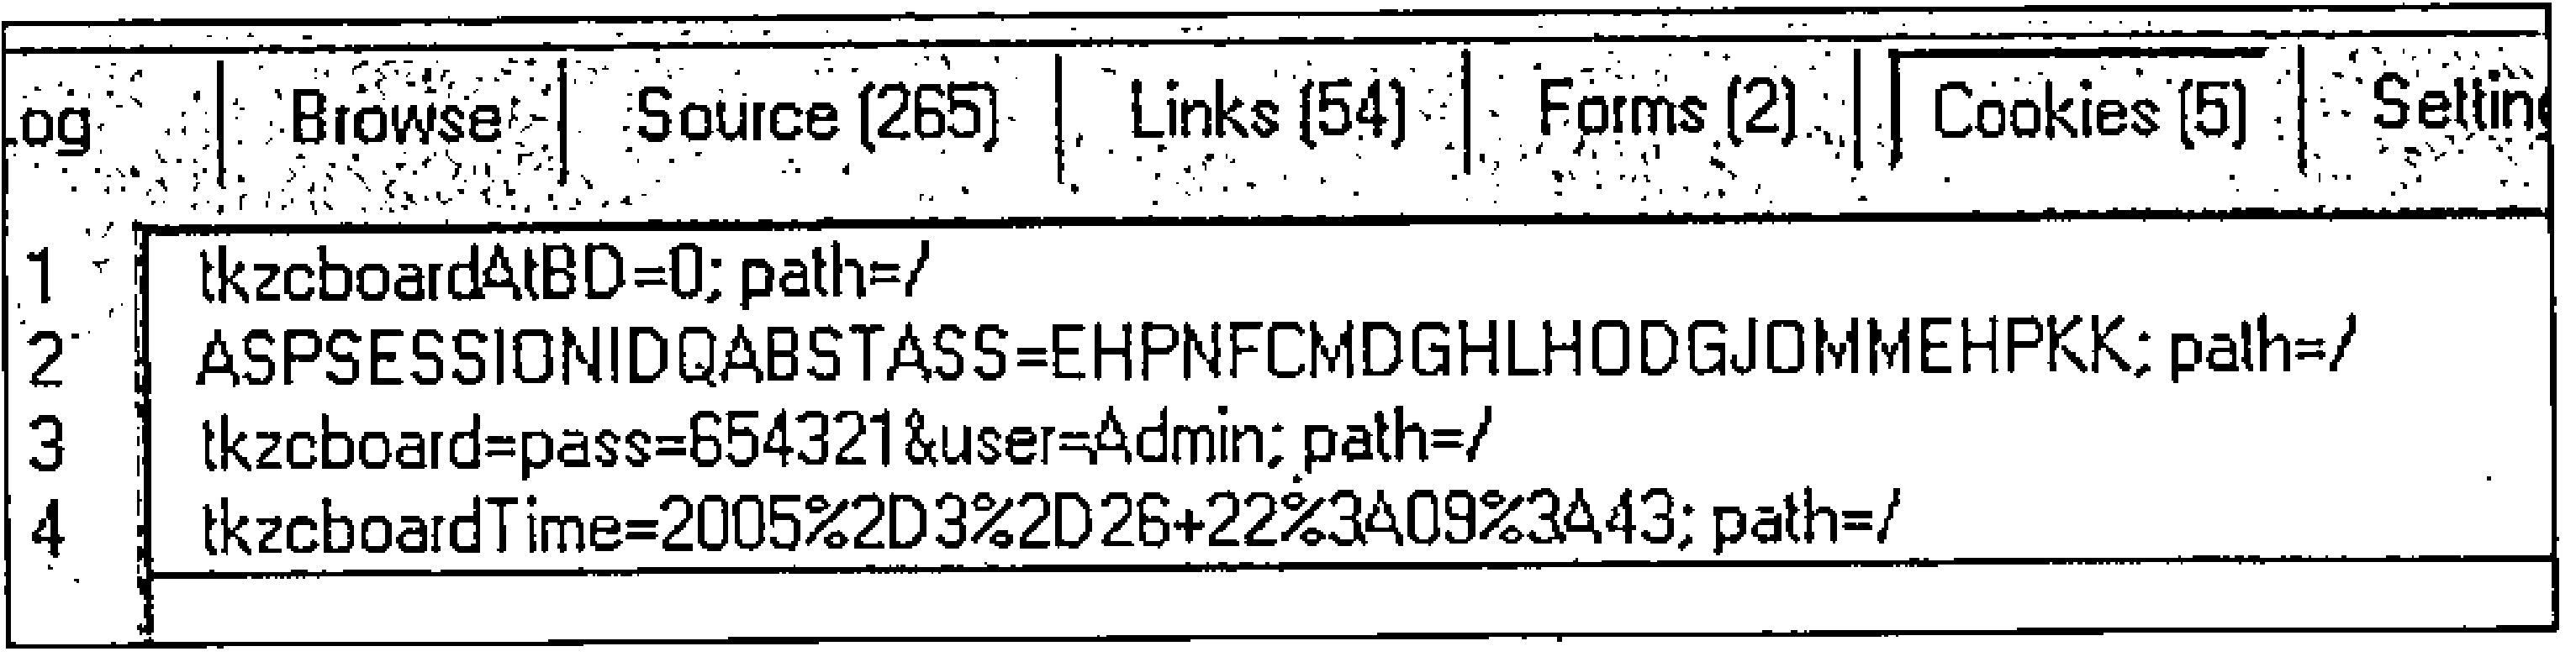 og Browse Source (265) Links (54) Forms (2) Cookies (5) Setting
1 tkzcboardAtBD=0; path=/
2 ASPSESSIONIDQABSTASS=EHPNFCMDGHLHODGJOMMEHPKK; path=/
3 tkzcboard=pass=654321&user=Admin; path=/
4 tkzcboardTime=2005%2D3%2D26+22%3A09%3A43; path=/